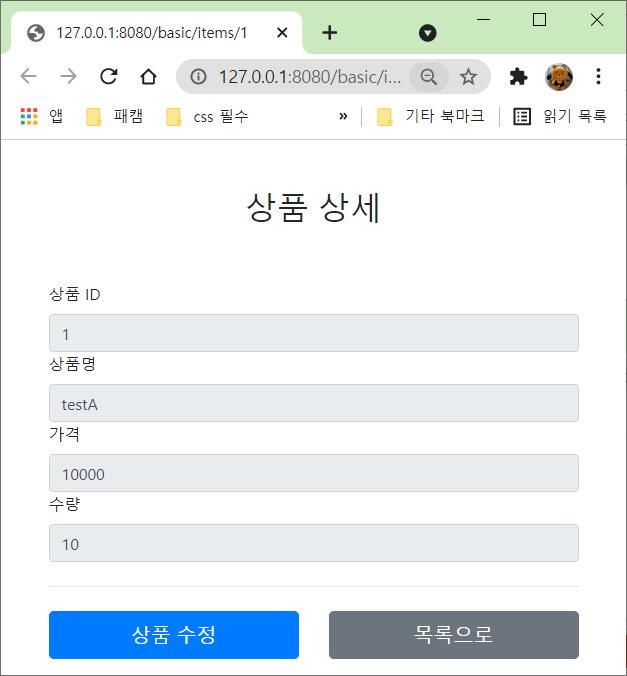 127.0.0.1:8080/basic/items/1
127.0.0.1:8080/basic/i...
앱 패캠 css 필수 » 기타 북마크 읽기 목록
상품 상세
상품 ID
1
상품명
testA
가격
10000
수량
10
상품 수정 목록으로